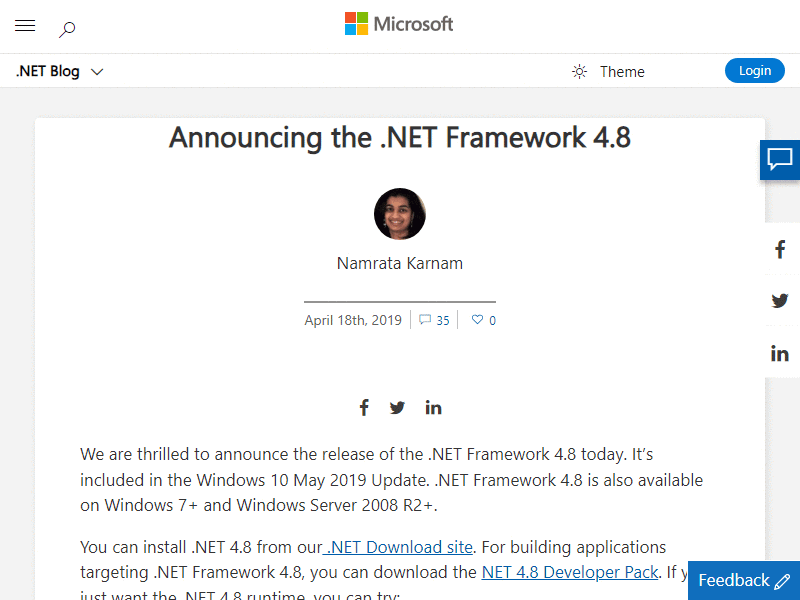 Microsoft
.NET Blog
Theme
Login
Announcing the .NET Framework 4.8
Namrata Karnam
April 18th, 2019
35
0
We are thrilled to announce the release of the .NET Framework 4.8 today. It’s
included in the Windows 10 May 2019 Update. .NET Framework 4.8 is also available
on Windows 7+ and Windows Server 2008 R2+.
You can install .NET 4.8 from our .NET Download site. For building applications
targeting .NET Framework 4.8, you can download the NET 4.8 Developer Pack. If
just want the .NET 4.8 runtime, you can try:
Feedback